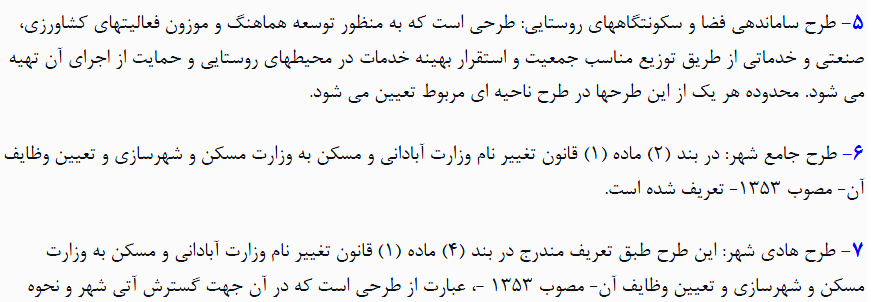 ۵- طرح ساماندهی فضا و سکونتگاههای روستایی: طرحی است که به منظور توسعه هماهنگ و موزون فعالیتهای کشاورزی،
صنعتی و خدماتی از طریق توزیع مناسب جمعیت و استقرار بهینه خدمات در محیطهای روستایی و حمایت از اجرای آن تهیه
می شود. محدوده هر یک از این طرحها در طرح ناحیه ای مربوط تعیین می شود.
۶- طرح جامع شهر: در بند (۲) ماده (۱) قانون تغییر نام وزارت آبادانی و مسکن به وزارت مسکن و شهرسازی و تعیین وظایف
آن- مصوب ۱۳۵۳- تعریف شده است.
۷- طرح هادی شهر: این طرح طبق تعریف مندرج در بند (۴) ماده (۱) قانون تغییر نام وزارت آبادانی و مسکن به وزارت
مسکن و شهرسازی و تعیین وظایف آن- مصوب ۱۳۵۳ -، عبارت از طرحی است که در آن جهت گسترش آتی شهر و نحوه